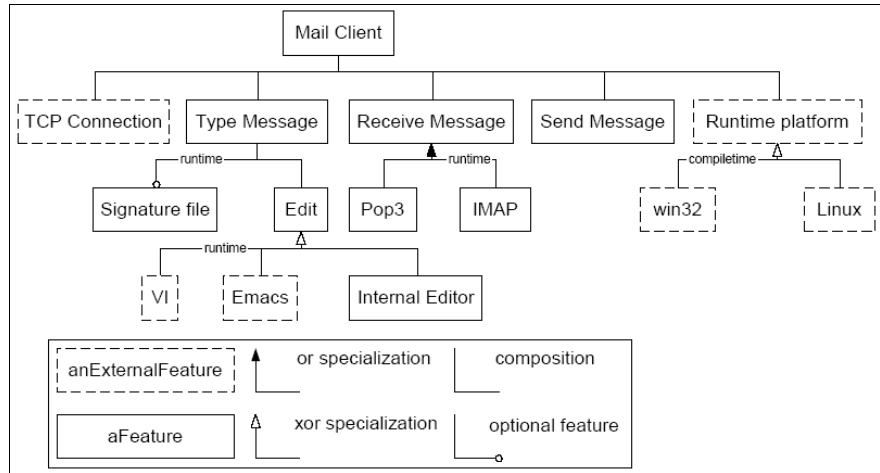 Mail Client
TCP Connection Type Message Receive Message Send Message Runtime platform
runtime runtime compiletime
Signature file Edit Pop3 IMAP win32 Linux
runtime
VI Emacs Internal Editor
anExternalFeature or specialization composition
aFeature xor specialization optional feature